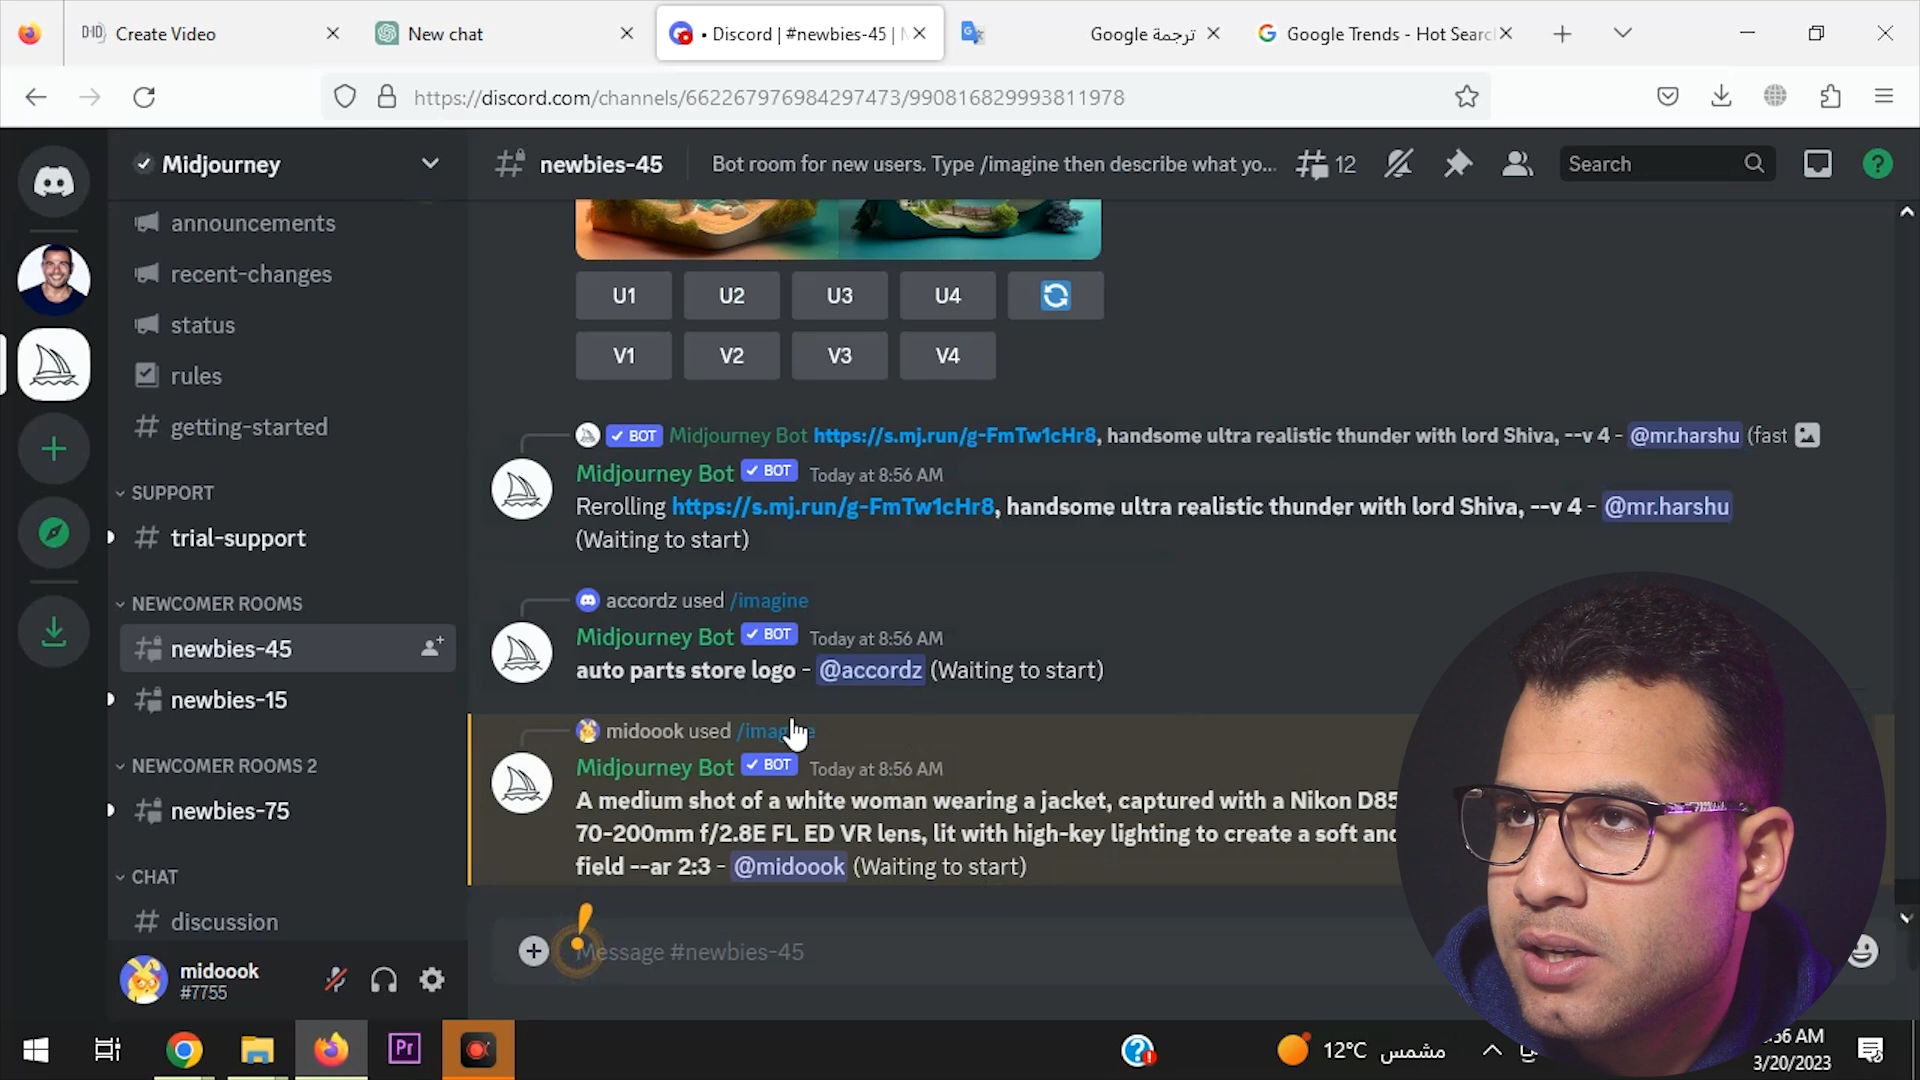 D·ID Create Video
New chat
• Discord | #newbies-45 |
ترجمة Google
Google Trends - Hot Searc
https://discord.com/channels/662267976984297473/990816829993811978
Midjourney
newbies-45
Bot room for new users. Type /imagine then describe what yo...
12
Search
announcements
recent-changes
status
rules
getting-started
SUPPORT
trial-support
NEWCOMER ROOMS
newbies-45
newbies-15
NEWCOMER ROOMS 2
newbies-75
CHAT
discussion
midoook
#7755
U1 U2 U3 U4
V1 V2 V3 V4
BOT Midjourney Bot https://s.mj.run/g-FmTw1cHr8, handsome ultra realistic thunder with lord Shiva, --v 4 - @mr.harshu (fast
Midjourney Bot BOT Today at 8:56 AM
Rerolling https://s.mj.run/g-FmTw1cHr8, handsome ultra realistic thunder with lord Shiva, --v 4 - @mr.harshu
(Waiting to start)
accordz used /imagine
Midjourney Bot BOT Today at 8:56 AM
auto parts store logo - @accordz (Waiting to start)
midoook used /imagine
Midjourney Bot BOT Today at 8:56 AM
A medium shot of a white woman wearing a jacket, captured with a Nikon D85
70-200mm f/2.8E FL ED VR lens, lit with high-key lighting to create a soft and
field --ar 2:3 - @midoook (Waiting to start)
Message #newbies-45
Pr
12°C مشمس
:56 AM
3/20/2023